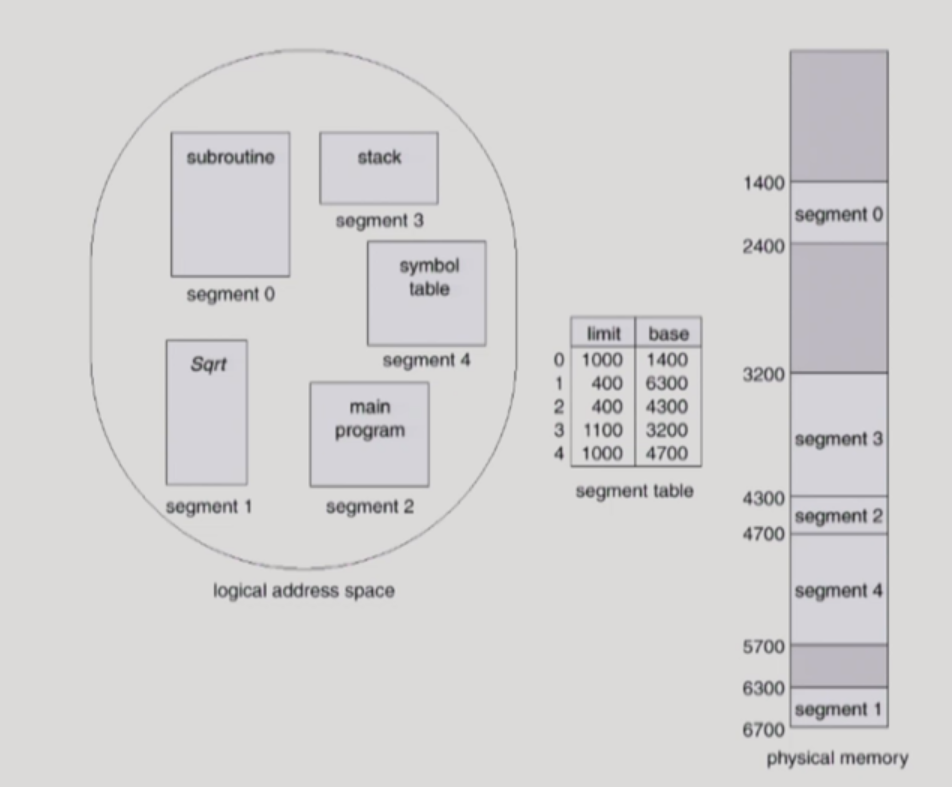 subroutine
segment 0
stack
segment 3
symbol
table
segment 4
Sqrt
segment 1
main
program
segment 2
logical address space
limit base
0 1000 1400
1 400 6300
2 400 4300
3 1100 3200
4 1000 4700
segment table
1400
segment 0
2400
3200
segment 3
4300
segment 2
4700
segment 4
5700
6300
segment 1
6700
physical memory